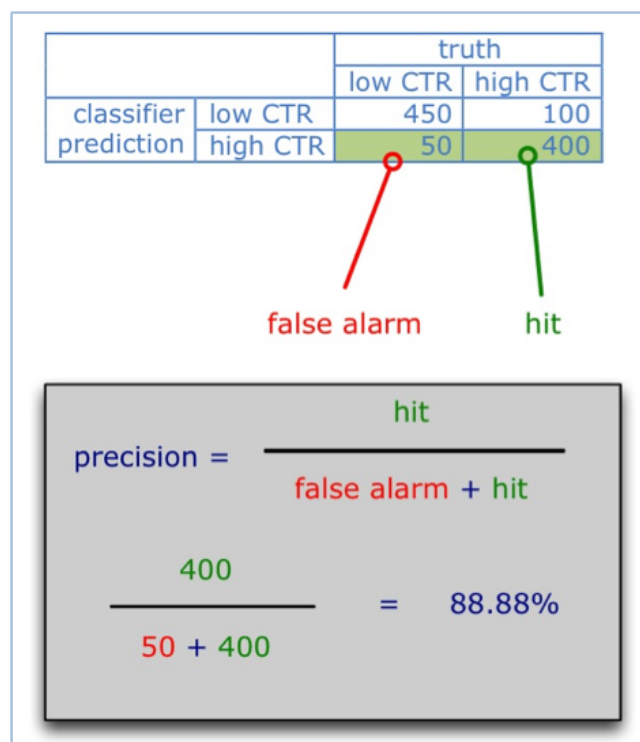 truth
low CTR high CTR
classifier low CTR 450 100
prediction high CTR 50 400
false alarm hit
hit
precision =
false alarm + hit
400
= 88.88%
50 + 400